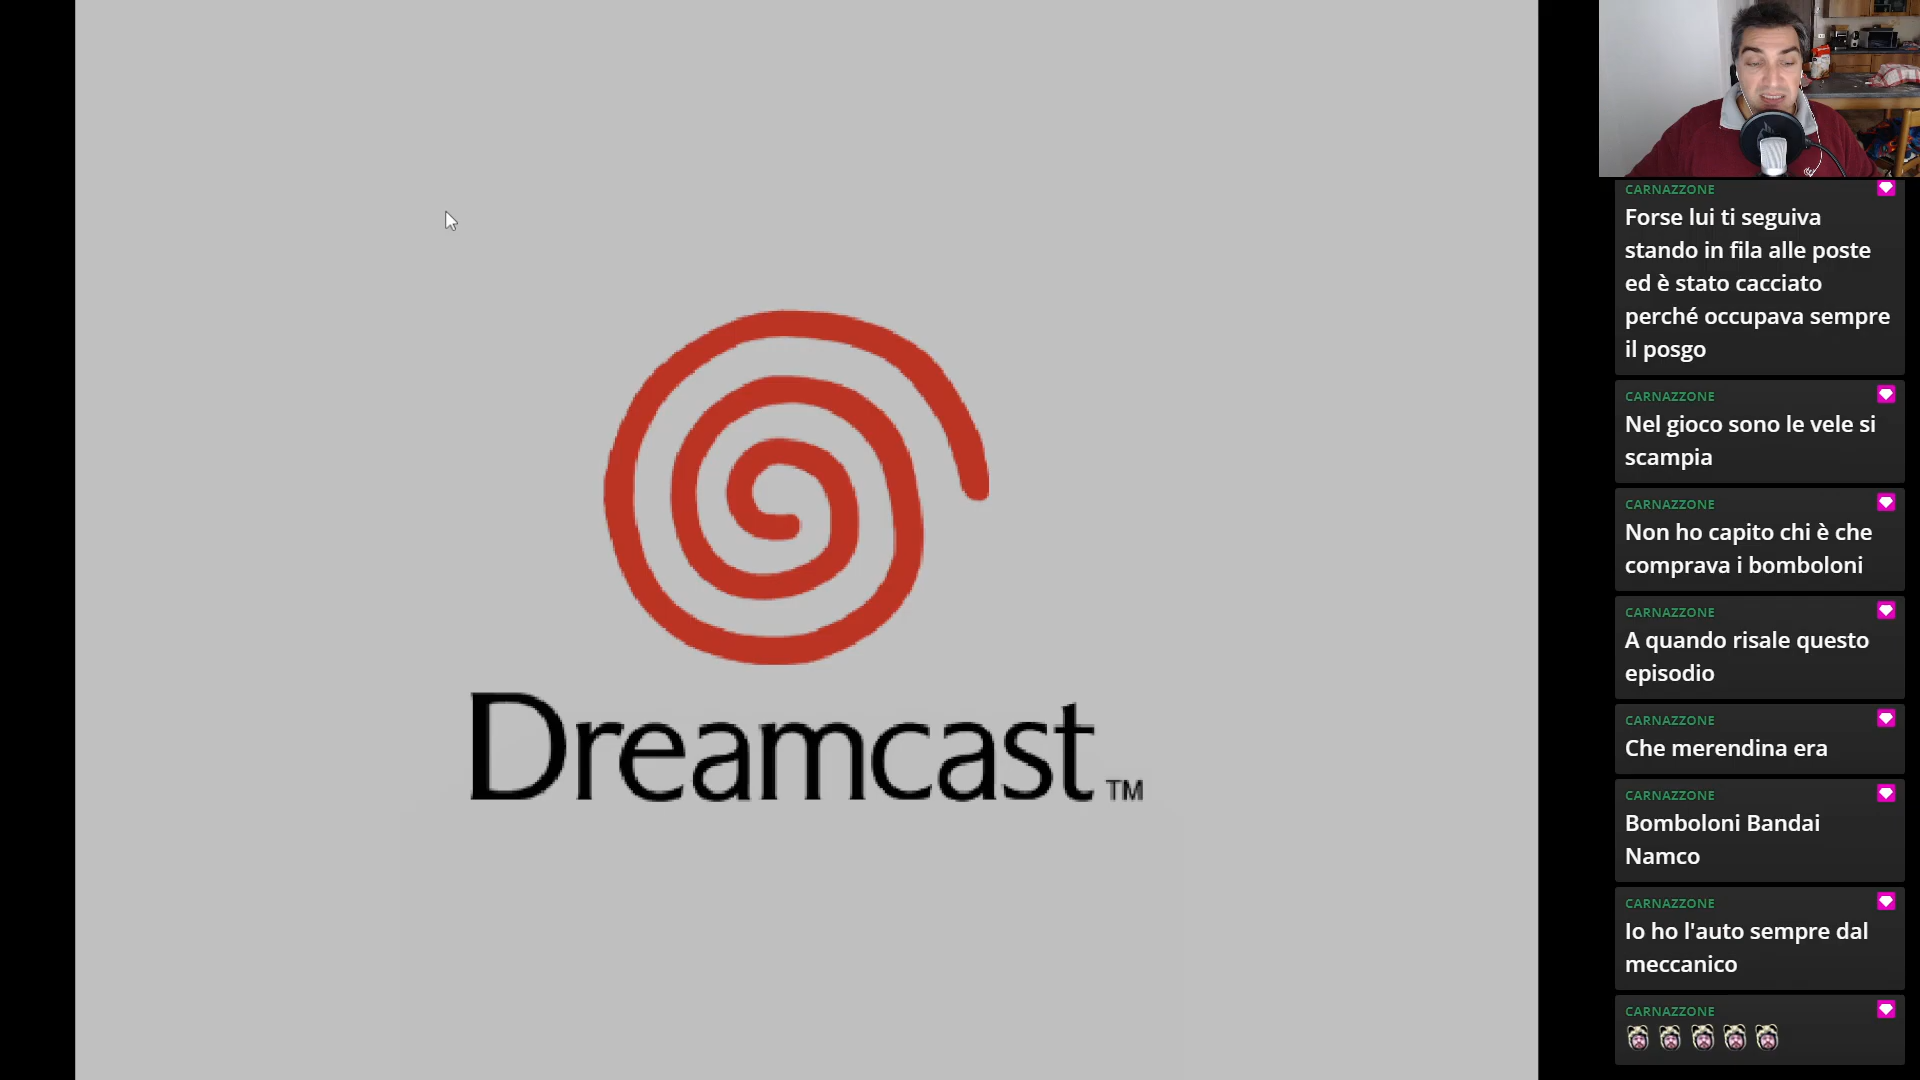 Dreamcast™
CARNAZZONE
Forse lui ti seguiva
stando in fila alle poste
ed è stato cacciato
perché occupava sempre
il posgo
CARNAZZONE
Nel gioco sono le vele si
scampia
CARNAZZONE
Non ho capito chi è che
comprava i bomboloni
CARNAZZONE
A quando risale questo
episodio
CARNAZZONE
Che merendina era
CARNAZZONE
Bomboloni Bandai
Namco
CARNAZZONE
Io ho l'auto sempre dal
meccanico
CARNAZZONE